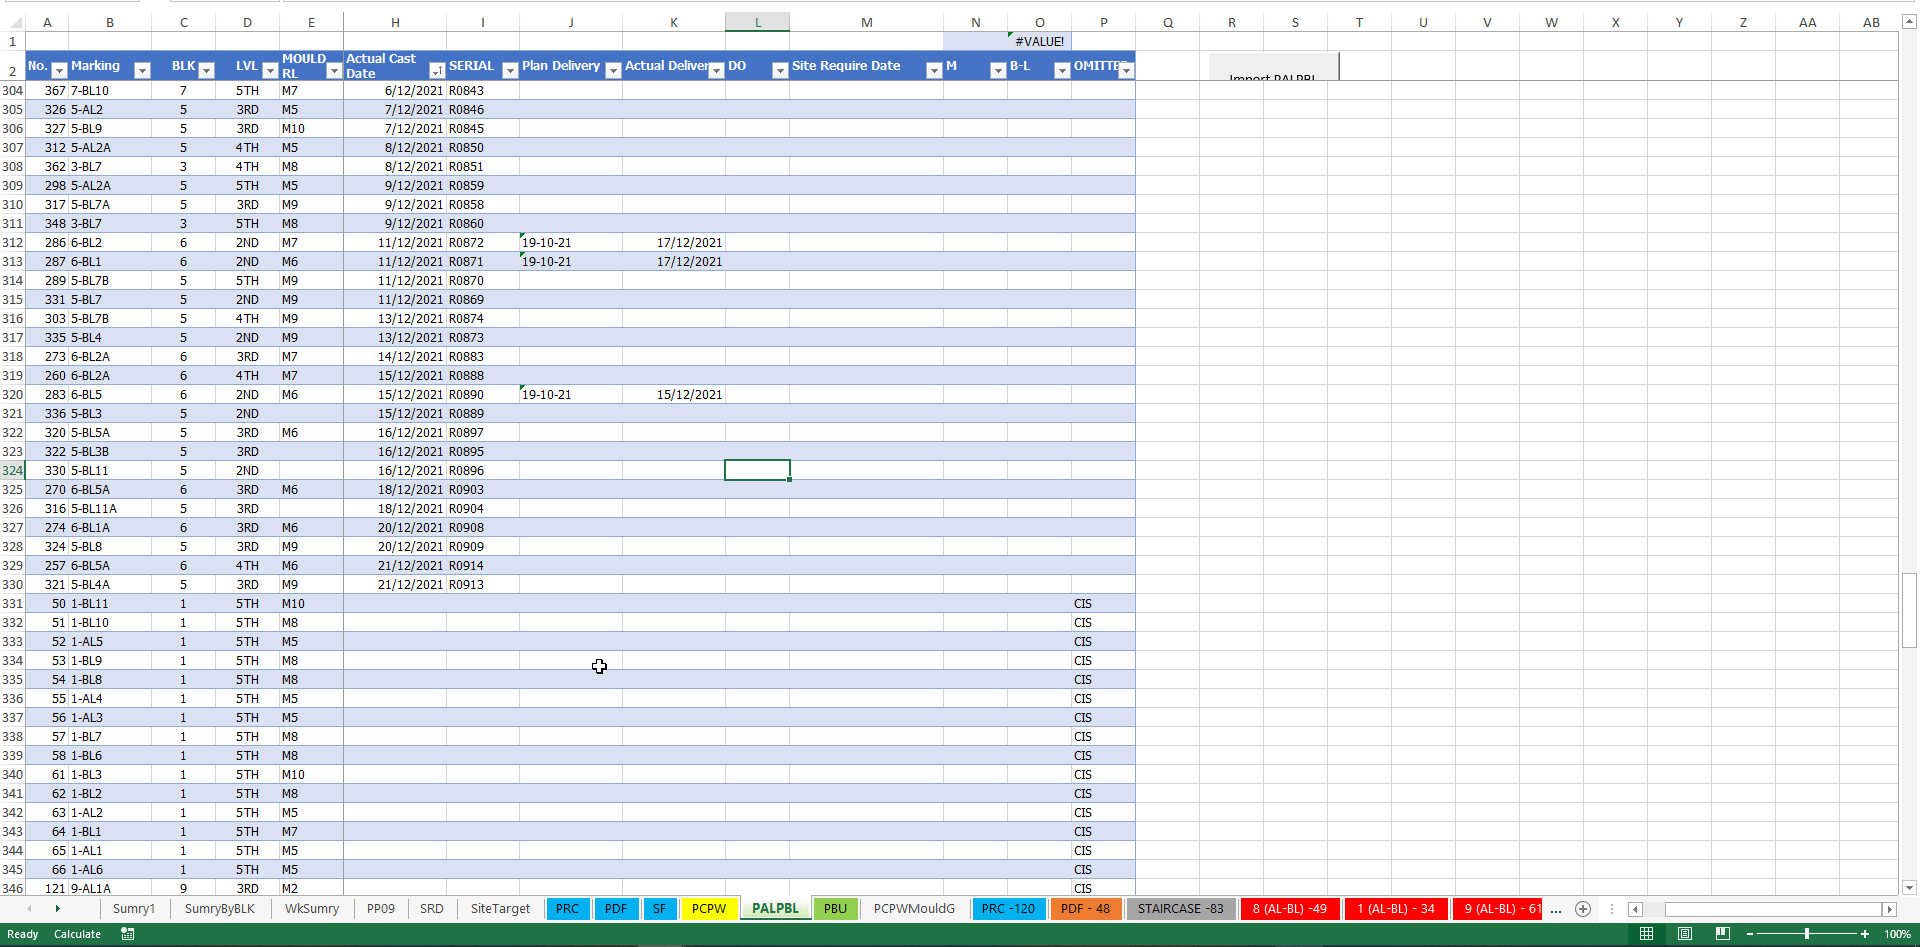 A B C D E H I J K L M N O P Q R S T U V W X Y Z AA AB
1 #VALUE!
2 No. Marking BLK LVL MOULD RL Actual Cast Date SERIAL Plan Delivery Actual Deliver DO Site Require Date M B-L OMITTE
Import PALPBL
304 367 7-BL10 7 5TH M7 6/12/2021 R0843
305 326 5-AL2 5 3RD M5 7/12/2021 R0846
306 327 5-BL9 5 3RD M10 7/12/2021 R0845
307 312 5-AL2A 5 4TH M5 8/12/2021 R0850
308 362 3-BL7 3 4TH M8 8/12/2021 R0851
309 298 5-AL2A 5 5TH M5 9/12/2021 R0859
310 317 5-BL7A 5 3RD M9 9/12/2021 R0858
311 348 3-BL7 3 5TH M8 9/12/2021 R0860
312 286 6-BL2 6 2ND M7 11/12/2021 R0872 19-10-21 17/12/2021
313 287 6-BL1 6 2ND M6 11/12/2021 R0871 19-10-21 17/12/2021
314 289 5-BL7B 5 5TH M9 11/12/2021 R0870
315 331 5-BL7 5 2ND M9 11/12/2021 R0869
316 303 5-BL7B 5 4TH M9 13/12/2021 R0874
317 335 5-BL4 5 2ND M9 13/12/2021 R0873
318 273 6-BL2A 6 3RD M7 14/12/2021 R0883
319 260 6-BL2A 6 4TH M7 15/12/2021 R0888
320 283 6-BL5 6 2ND M6 15/12/2021 R0890 19-10-21 15/12/2021
321 336 5-BL3 5 2ND 15/12/2021 R0889
322 320 5-BL5A 5 3RD M6 16/12/2021 R0897
323 322 5-BL3B 5 3RD 16/12/2021 R0895
324 330 5-BL11 5 2ND 16/12/2021 R0896
325 270 6-BL5A 6 3RD M6 18/12/2021 R0903
326 316 5-BL11A 5 3RD 18/12/2021 R0904
327 274 6-BL1A 6 3RD M6 20/12/2021 R0908
328 324 5-BL8 5 3RD M9 20/12/2021 R0909
329 257 6-BL5A 6 4TH M6 21/12/2021 R0914
330 321 5-BL4A 5 3RD M9 21/12/2021 R0913
331 50 1-BL11 1 5TH M10 CIS
332 51 1-BL10 1 5TH M8 CIS
333 52 1-AL5 1 5TH M5 CIS
334 53 1-BL9 1 5TH M8 CIS
335 54 1-BL8 1 5TH M8 CIS
336 55 1-AL4 1 5TH M5 CIS
337 56 1-AL3 1 5TH M5 CIS
338 57 1-BL7 1 5TH M8 CIS
339 58 1-BL6 1 5TH M8 CIS
340 61 1-BL3 1 5TH M10 CIS
341 62 1-BL2 1 5TH M8 CIS
342 63 1-AL2 1 5TH M5 CIS
343 64 1-BL1 1 5TH M7 CIS
344 65 1-AL1 1 5TH M5 CIS
345 66 1-AL6 1 5TH M5 CIS
346 121 9-AL1A 9 3RD M2 CIS
Sumry1 SumryByBLK WkSumry PP09 SRD SiteTarget PRC PDF SF PCPW PALPBL PBU PCPWMouldG PRC -120 PDF - 48 STAIRCASE -83 8 (AL-BL) -49 1 (AL-BL) - 34 9 (AL-BL) - 61 ...
Ready Calculate 100%